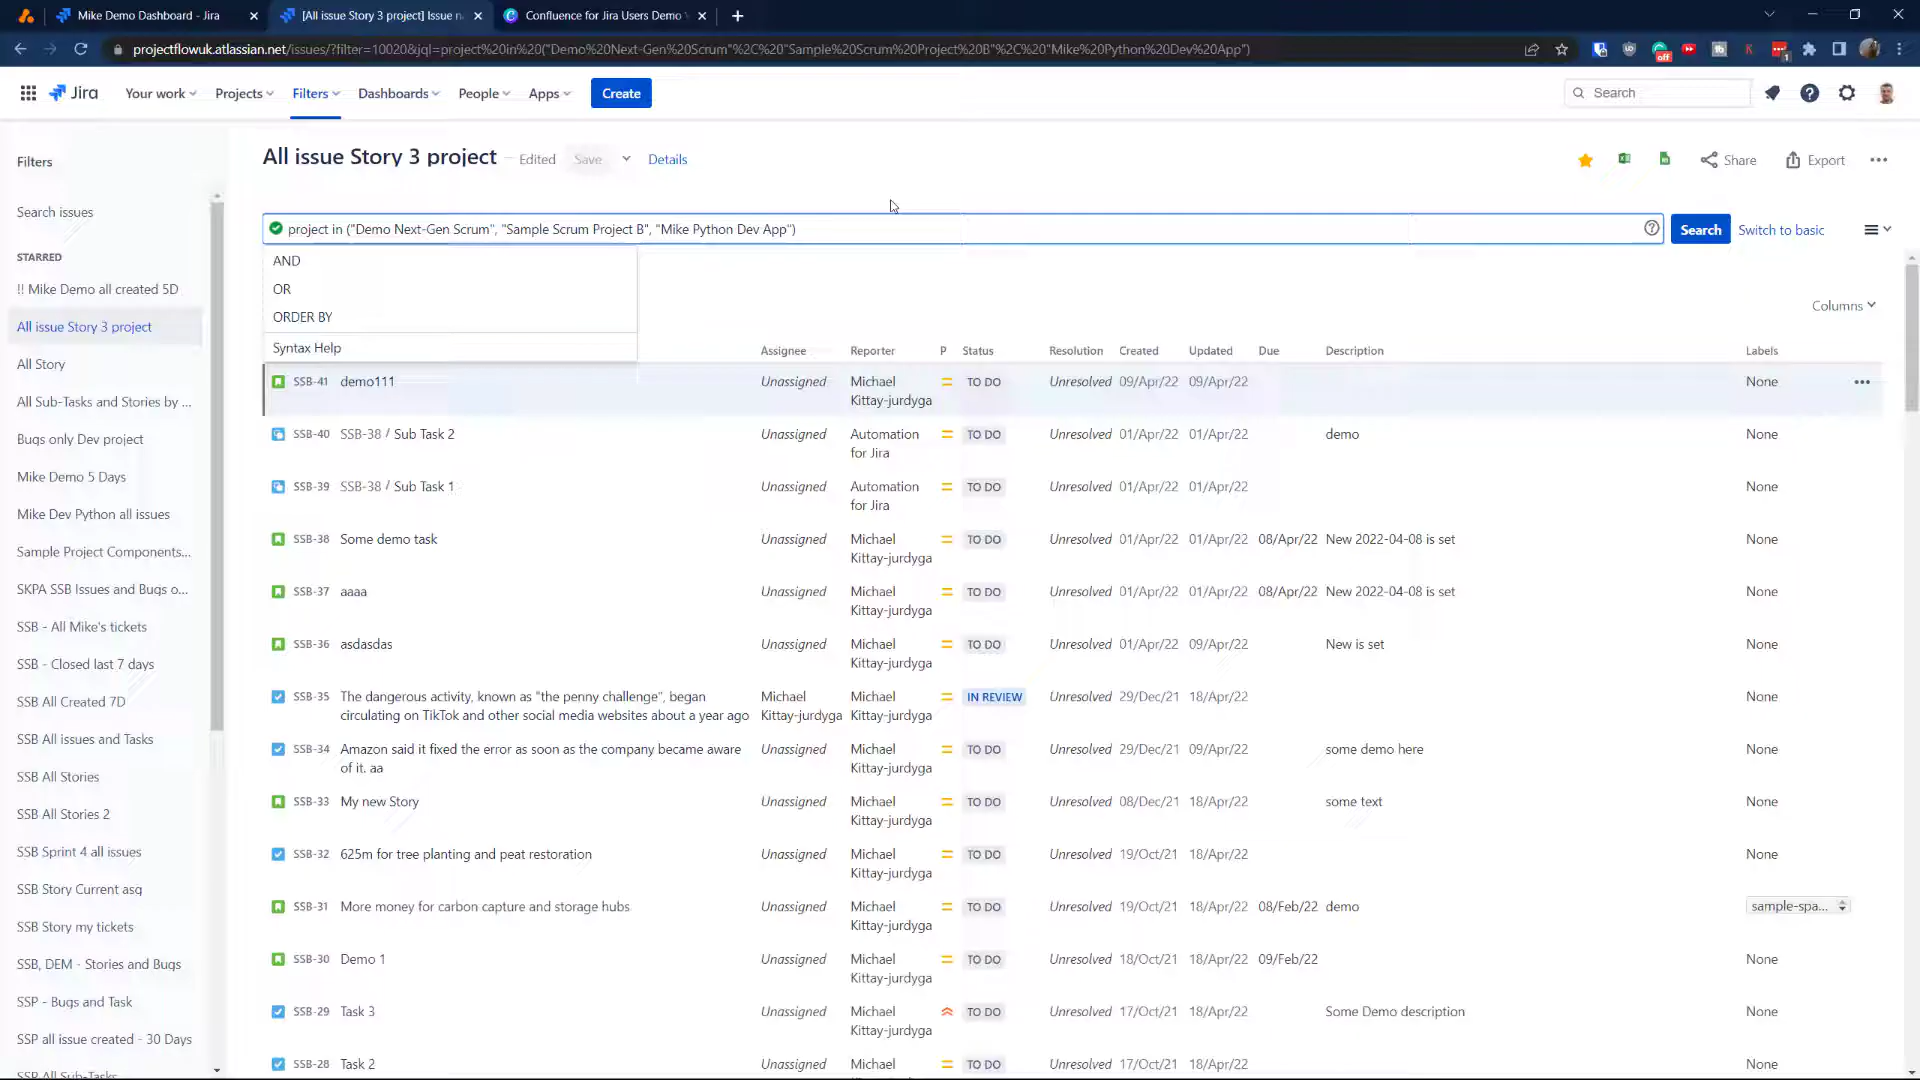 Mike Demo Dashboard - Jira
[All issue Story 3 project] Issue n
Confluence for Jira Users Demo
projectflowuk.atlassian.net/issues/?filter=10020&jql=project%20in%20("Demo%20Next-Gen%20Scrum"%2C%20"Sample%20Scrum%20Project%20B"%2C%20"Mike%20Python%20Dev%20App")
off
1
Jira
Your work
Projects
Filters
Dashboards
People
Apps
Create
Search
Filters
All issue Story 3 project
Edited
Save
Details
Share
Export
Search issues
project in ("Demo Next-Gen Scrum", "Sample Scrum Project B", "Mike Python Dev App")
Search
Switch to basic
AND
OR
ORDER BY
Syntax Help
STARRED
!! Mike Demo all created 5D
All issue Story 3 project
All Story
All Sub-Tasks and Stories by ...
Bugs only Dev project
Mike Demo 5 Days
Mike Dev Python all issues
Sample Project Components...
SKPA SSB Issues and Bugs o...
SSB - All Mike's tickets
SSB - Closed last 7 days
SSB All Created 7D
SSB All issues and Tasks
SSB All Stories
SSB All Stories 2
SSB Sprint 4 all issues
SSB Story Current asq
SSB Story my tickets
SSB, DEM - Stories and Bugs
SSP - Bugs and Task
SSP all issue created - 30 Days
SSB All Sub-Tasks
Columns
Assignee Reporter P Status Resolution Created Updated Due Description Labels
SSB-41 demo111 Unassigned Michael TO DO Unresolved 09/Apr/22 09/Apr/22 None
Kittay-jurdyga
SSB-40 SSB-38 / Sub Task 2 Unassigned Automation TO DO Unresolved 01/Apr/22 01/Apr/22 demo None
for Jira
SSB-39 SSB-38 / Sub Task 1 Unassigned Automation TO DO Unresolved 01/Apr/22 01/Apr/22 None
for Jira
SSB-38 Some demo task Unassigned Michael TO DO Unresolved 01/Apr/22 01/Apr/22 08/Apr/22 New 2022-04-08 is set None
Kittay-jurdyga
SSB-37 aaaa Unassigned Michael TO DO Unresolved 01/Apr/22 01/Apr/22 08/Apr/22 New 2022-04-08 is set None
Kittay-jurdyga
SSB-36 asdasdas Unassigned Michael TO DO Unresolved 01/Apr/22 09/Apr/22 New is set None
Kittay-jurdyga
SSB-35 The dangerous activity, known as "the penny challenge", began Michael Michael IN REVIEW Unresolved 29/Dec/21 18/Apr/22 None
circulating on TikTok and other social media websites about a year ago Kittay-jurdyga Kittay-jurdyga
SSB-34 Amazon said it fixed the error as soon as the company became aware Unassigned Michael TO DO Unresolved 29/Dec/21 09/Apr/22 some demo here None
of it. aa Kittay-jurdyga
SSB-33 My new Story Unassigned Michael TO DO Unresolved 08/Dec/21 18/Apr/22 some text None
Kittay-jurdyga
SSB-32 625m for tree planting and peat restoration Unassigned Michael TO DO Unresolved 19/Oct/21 18/Apr/22 None
Kittay-jurdyga
SSB-31 More money for carbon capture and storage hubs Unassigned Michael TO DO Unresolved 19/Oct/21 18/Apr/22 08/Feb/22 demo sample-spa...
Kittay-jurdyga
SSB-30 Demo 1 Unassigned Michael TO DO Unresolved 18/Oct/21 18/Apr/22 09/Feb/22 None
Kittay-jurdyga
SSB-29 Task 3 Unassigned Michael TO DO Unresolved 17/Oct/21 18/Apr/22 Some Demo description None
Kittay-jurdyga
SSB-28 Task 2 Unassigned Michael TO DO Unresolved 17/Oct/21 18/Apr/22 None